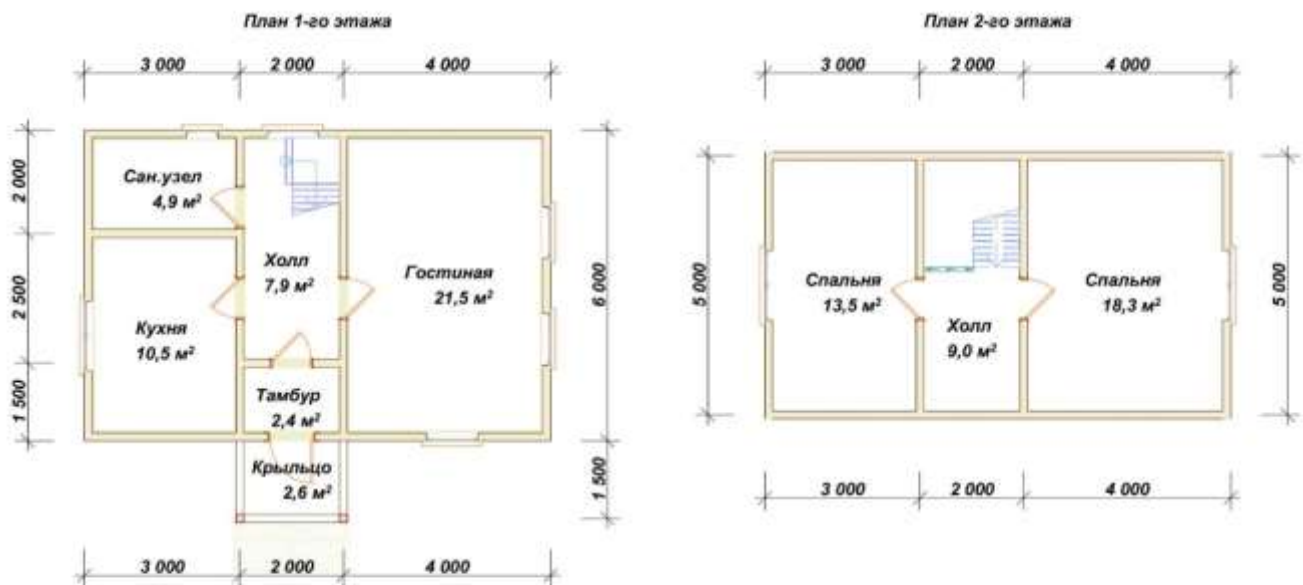 План 1-го этажа
3 000
2 000
4 000
2 000
2 500
1 500
Сан.узел
4,9 м²
Холл
7,9 м²
Гостиная
21,5 м²
Кухня
10,5 м²
Тамбур
2,4 м²
Крыльцо
2,6 м²
6 000
1 500
3 000
2 000
4 000
План 2-го этажа
3 000
2 000
4 000
5 000
Спальня
13,5 м²
Холл
9,0 м²
Спальня
18,3 м²
5 000
3 000
2 000
4 000